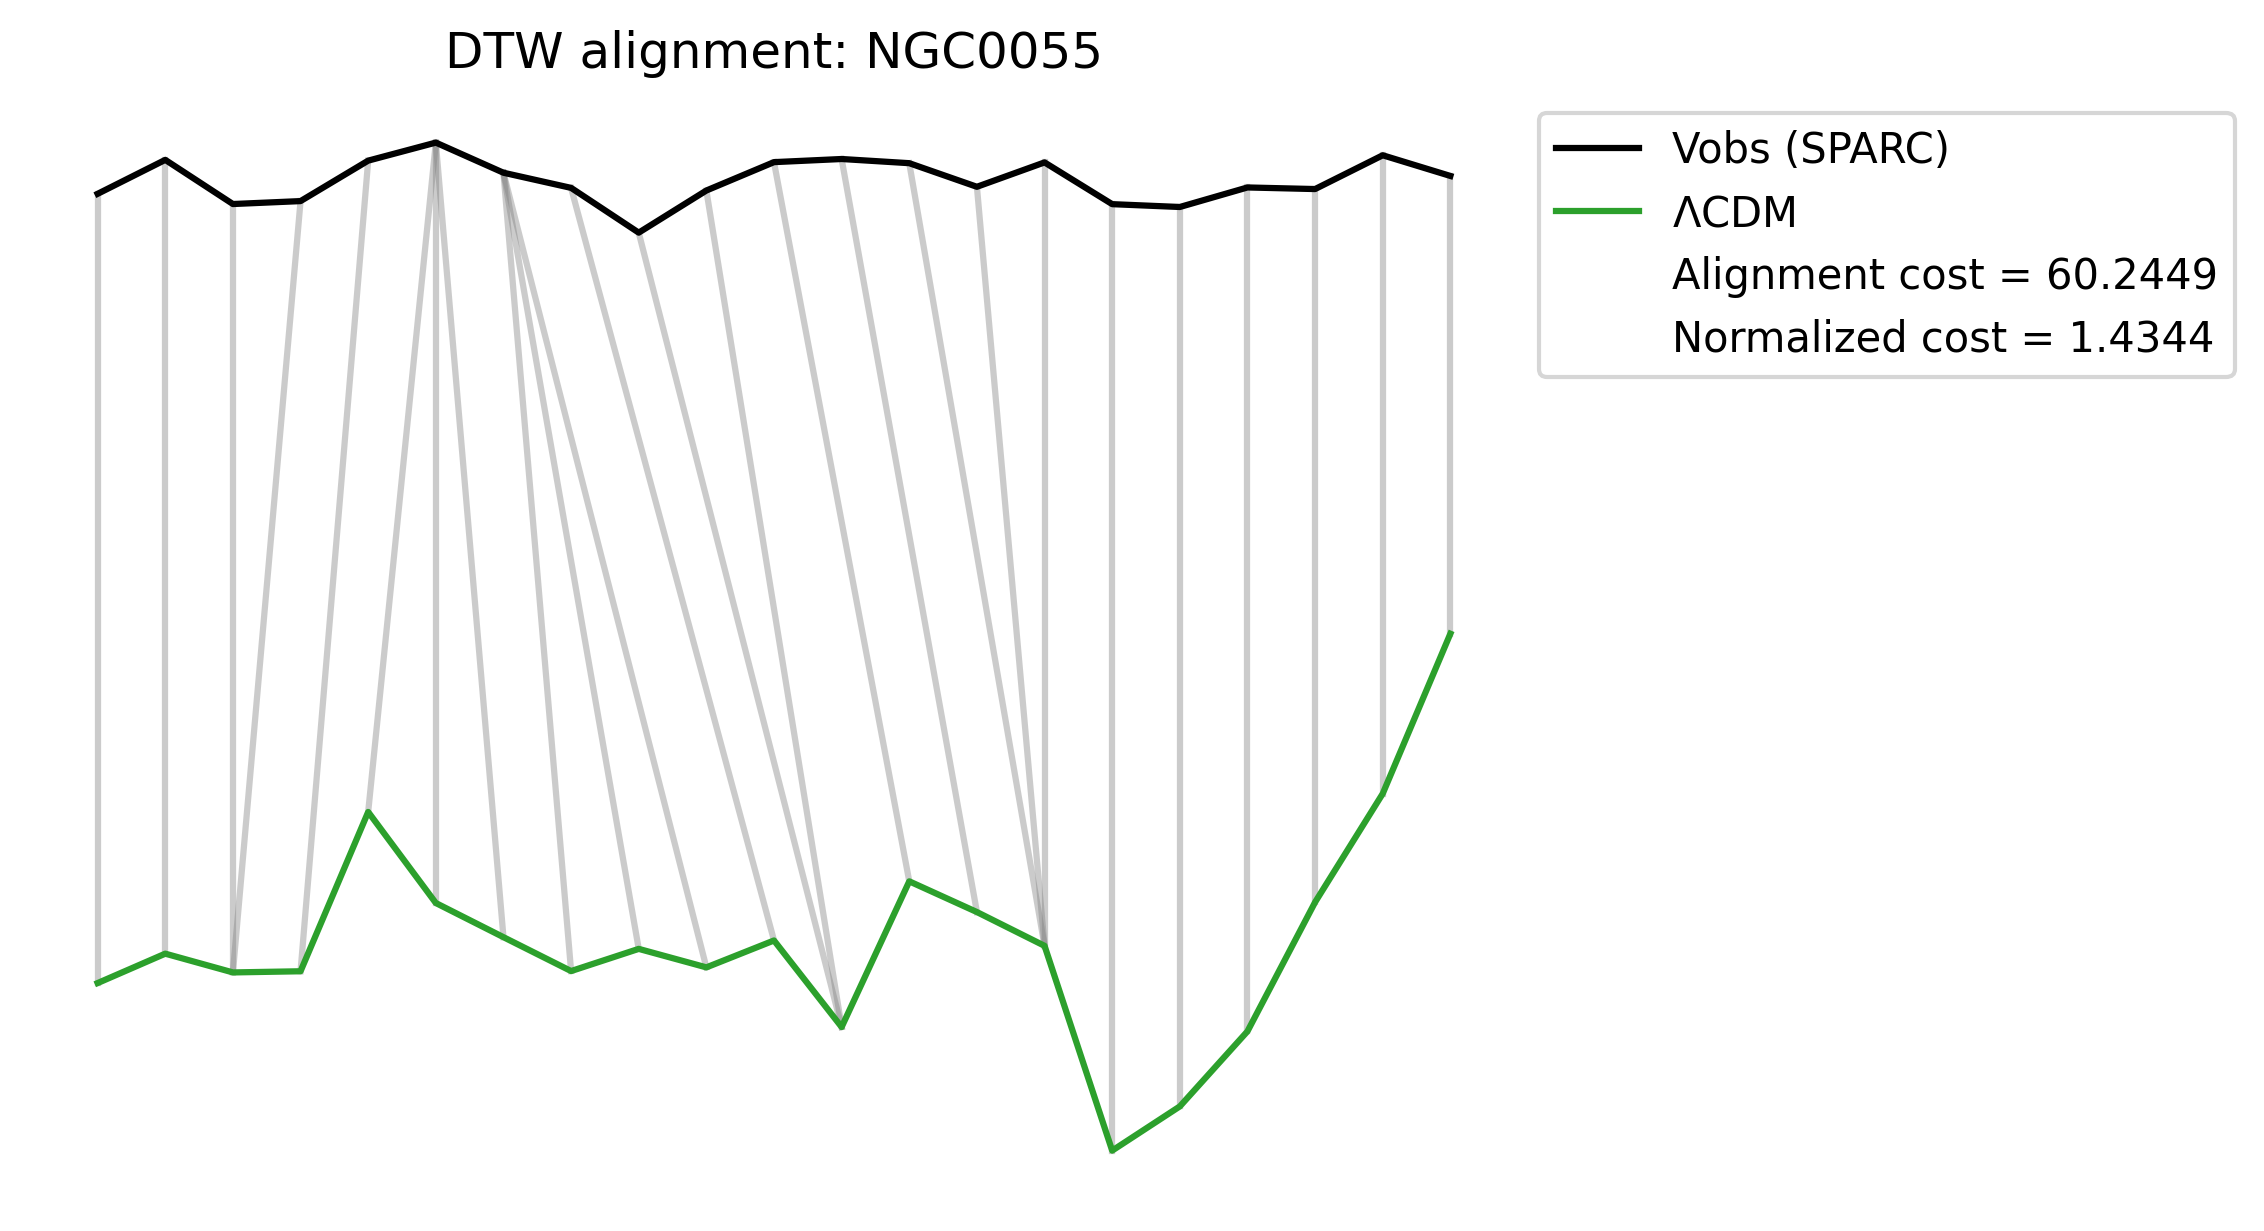 DTW alignment: NGC0055
Vobs (SPARC)
ΛCDM
Alignment cost = 60.2449
Normalized cost = 1.4344